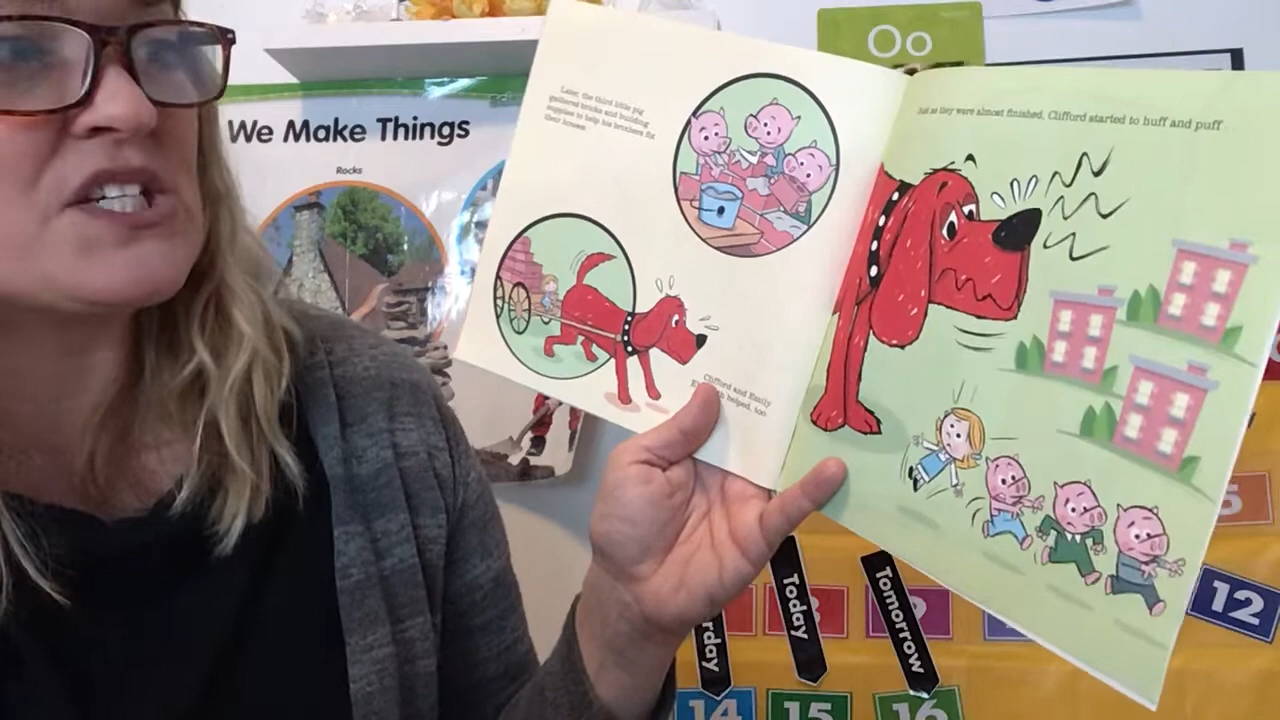 Oo
We Make Things
Rocks
Later, the third little pig
gathered bricks and building
supplies to help his brothers fix
their houses.
Clifford and Emily
helped, too
Just as they were almost finished, Clifford started to huff and puff
5
12
rday
Today
Tomorrow
14
15
16